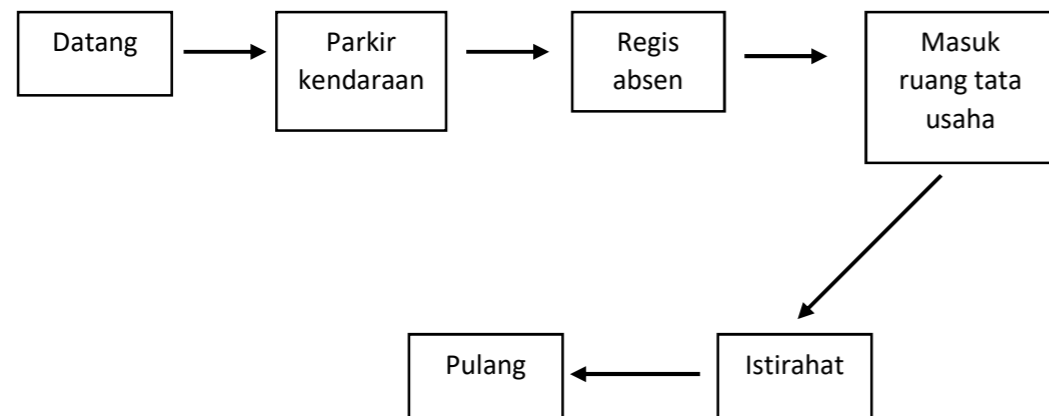 Datang
Parkir
kendaraan
Regis
absen
Masuk
ruang tata
usaha
Istirahat
Pulang